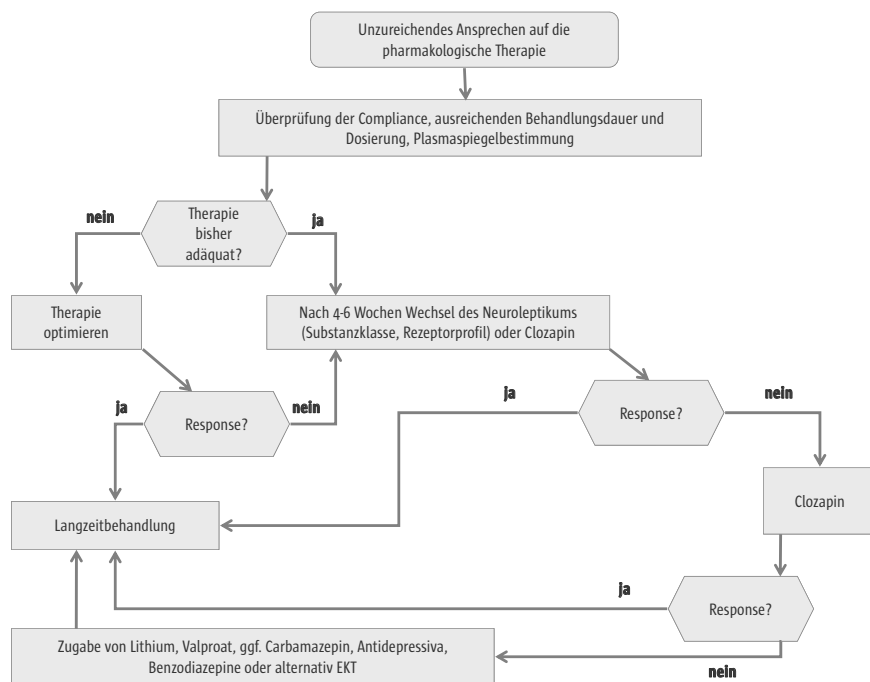 Unzureichendes Ansprechen auf die
pharmakologische Therapie
Überprüfung der Compliance, ausreichenden Behandlungsdauer und
Dosierung, Plasmaspiegelbestimmung
nein
Therapie
bisher
adäquat?
ja
Therapie
optimieren
Nach 4-6 Wochen Wechsel des Neuroleptikums
(Substanzklasse, Rezeptorprofil) oder Clozapin
ja
Response?
nein
ja
Response?
nein
Langzeitbehandlung
Clozapin
ja
Response?
Zugabe von Lithium, Valproat, ggf. Carbamazepin, Antidepressiva,
Benzodiazepine oder alternativ EKT
nein